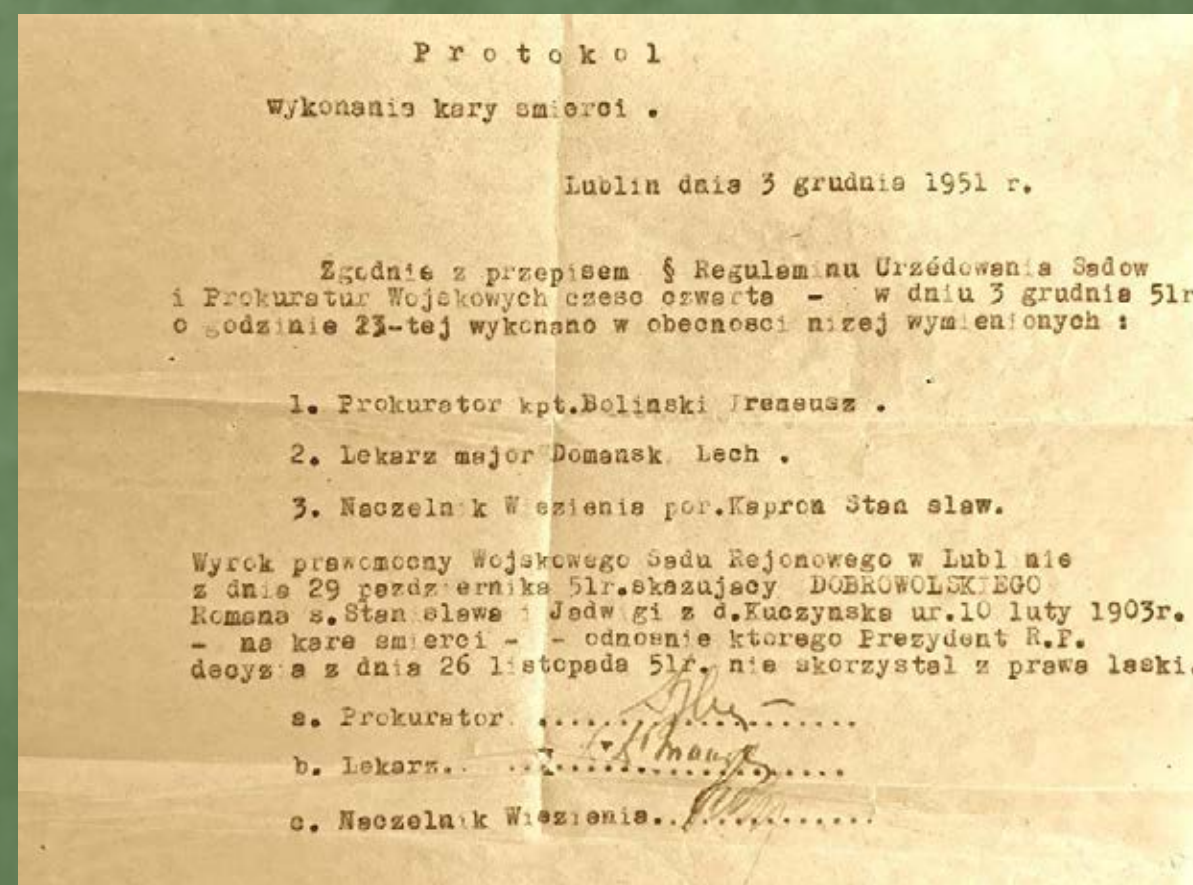 Protokol
wykonania kary smierci .
Lublin dnia 3 grudnia 1951 r.
Zgodnie z przepisem § Regulaminu Urzédowania Sadow
i Prokuratur Wojskowych czesc czwarta - w dniu 3 grudnia 51r
o godzinie 23-tej wykonano w obecnosci nizej wymienionych :
1. Prokurator kpt.Bolinski Ireneusz .
2. Lekarz major Domansk Lech .
3. Naczelnik Wiezienia por.Kapron Stanislaw.
Wyrok prawomocny Wojskowego Sadu Rejonowego w Lublinie
z dnia 29 pazdziernika 51r.skazujacy DOBROWOLSKIEGO
Romana s.Stanislawa i Jadwigi z d.Kuczynska ur.10 luty 1903r.
- na kare smierci - - odnosnie ktorego Prezydent R.P.
decyzia z dnia 26 listopada 51r. nie skorzystal z prawa laski.
a. Prokurator. ....................
b. Lekarz.. ....................
c. Naczelnik Wiezienia..............